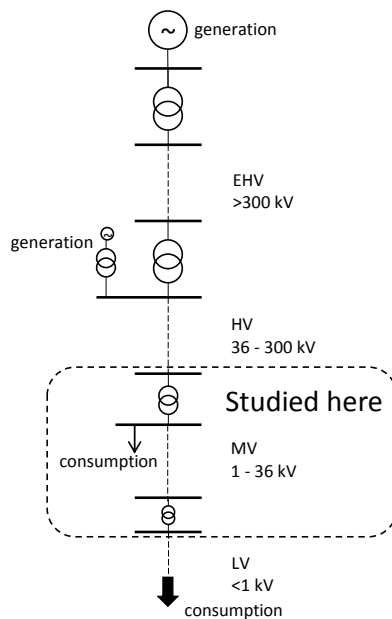 ~
generation
EHV
>300 kV
generation
~
HV
36 - 300 kV
Studied here
consumption
MV
1 - 36 kV
LV
<1 kV
consumption